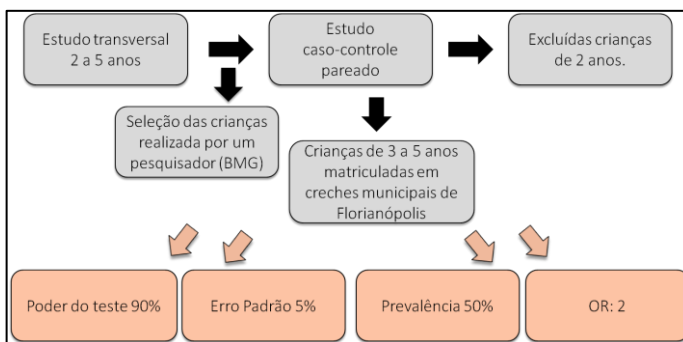 Estudo transversal
2 a 5 anos
Estudo
caso-controle
pareado
Excluídas crianças
de 2 anos.
Seleção das crianças
realizada por um
pesquisador (BMG)
Crianças de 3 a 5 anos
matriculadas em
creches municipais de
Florianópolis
Poder do teste 90%
Erro Padrão 5%
Prevalência 50%
OR: 2